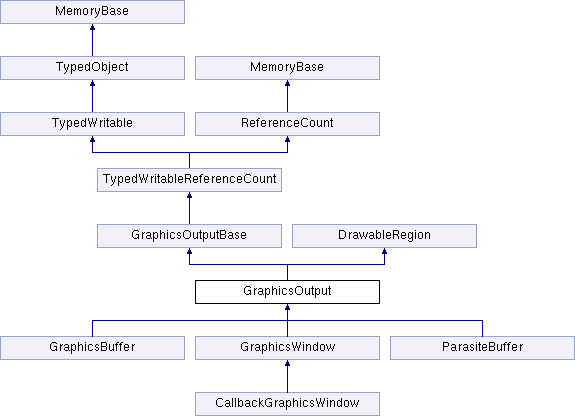 MemoryBase
TypedObject
MemoryBase
TypedWritable
ReferenceCount
TypedWritableReferenceCount
GraphicsOutputBase
DrawableRegion
GraphicsOutput
GraphicsBuffer
GraphicsWindow
ParasiteBuffer
CallbackGraphicsWindow